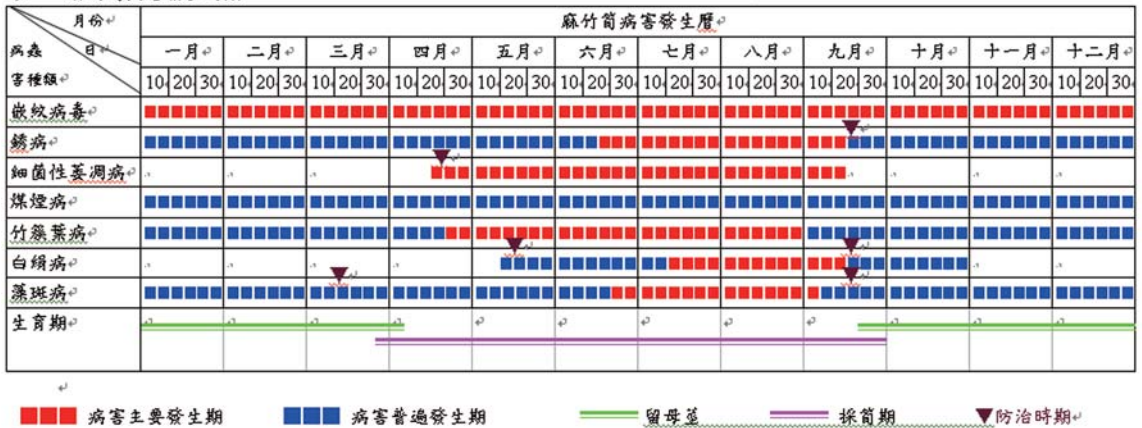 月份
麻竹筍病害發生曆
病蟲 日 一月 二月 三月 四月 五月 六月 七月 八月 九月 十月 十一月 十二月
害種類 10 20 30 10 20 30 10 20 30 10 20 30 10 20 30 10 20 30 10 20 30 10 20 30 10 20 30 10 20 30 10 20 30 10 20 30
嵌紋病毒
銹病
細菌性萎凋病
煤煙病
竹簇葉病
白絹病
藻斑病
生育期
病害主要發生期 病害普遍發生期 留母莖 採筍期 防治時期